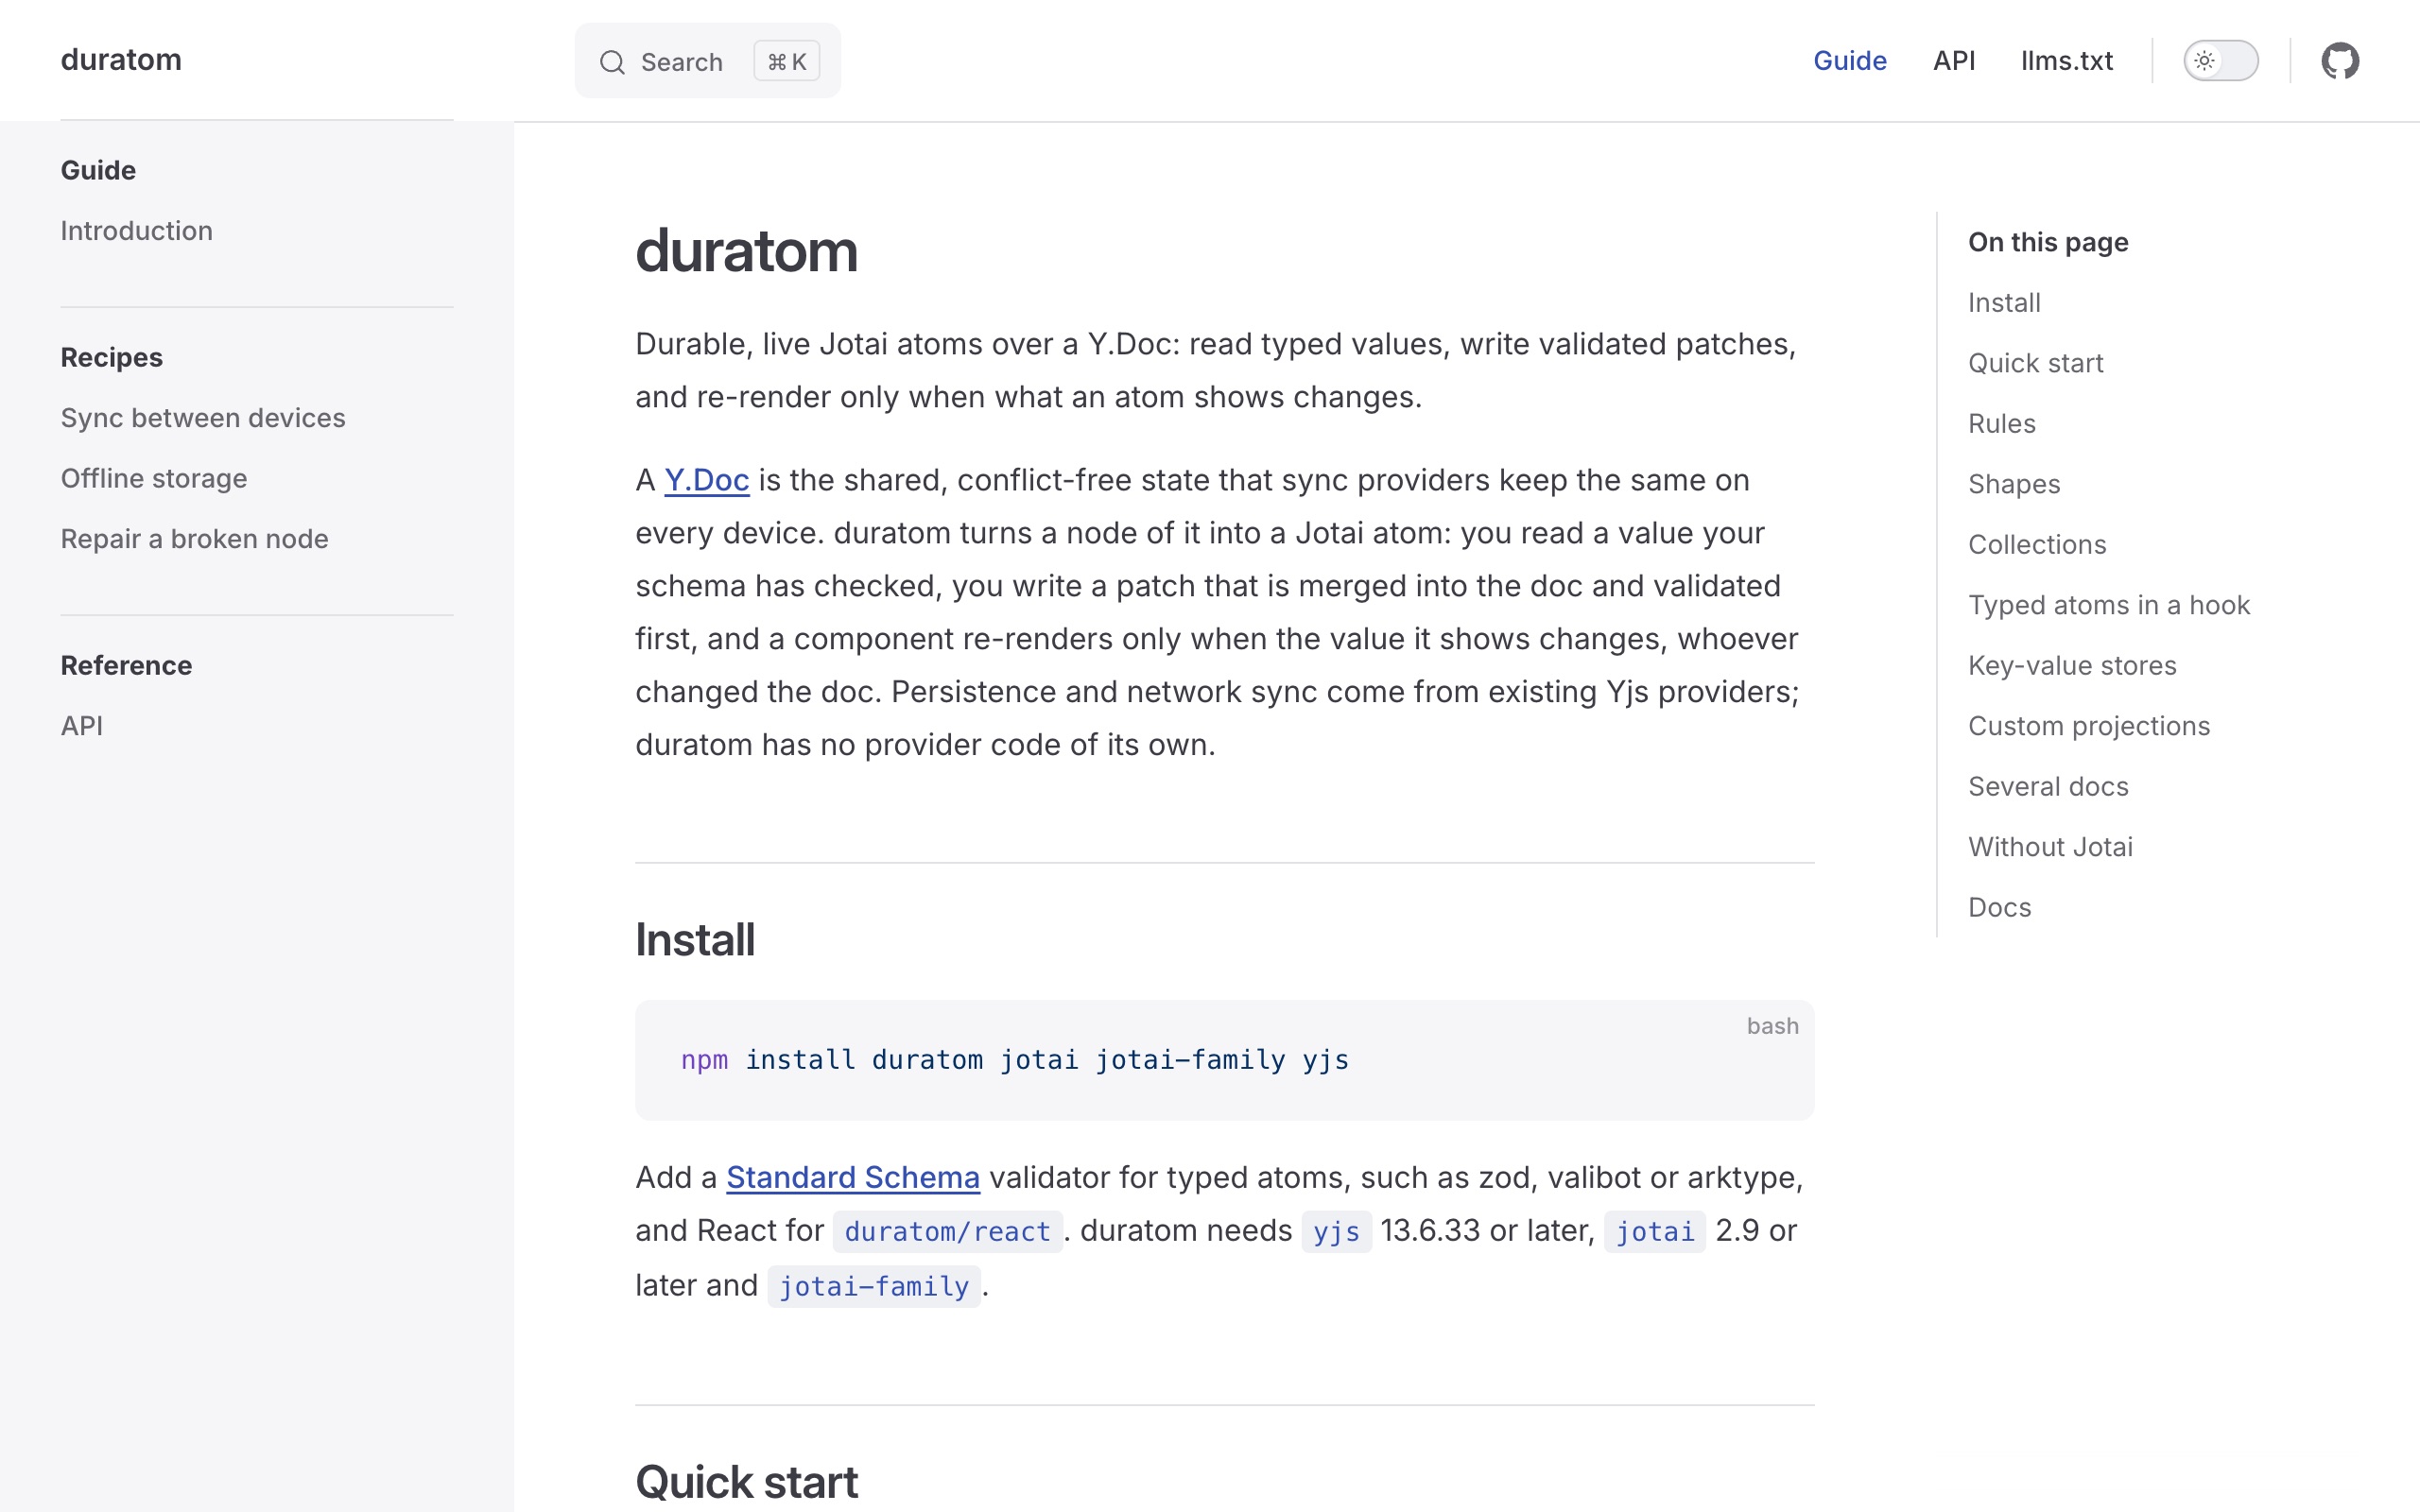 duratom
Search ⌘ K
Guide API llms.txt
Guide
Introduction
Recipes
Sync between devices
Offline storage
Repair a broken node
Reference
API
duratom
Durable, live Jotai atoms over a Y.Doc: read typed values, write validated patches,
and re-render only when what an atom shows changes.
A Y.Doc is the shared, conflict-free state that sync providers keep the same on
every device. duratom turns a node of it into a Jotai atom: you read a value your
schema has checked, you write a patch that is merged into the doc and validated
first, and a component re-renders only when the value it shows changes, whoever
changed the doc. Persistence and network sync come from existing Yjs providers;
duratom has no provider code of its own.
Install
bash
npm install duratom jotai jotai-family yjs
Add a Standard Schema validator for typed atoms, such as zod, valibot or arktype,
and React for duratom/react. duratom needs yjs 13.6.33 or later, jotai 2.9 or
later and jotai-family.
Quick start
On this page
Install
Quick start
Rules
Shapes
Collections
Typed atoms in a hook
Key-value stores
Custom projections
Several docs
Without Jotai
Docs